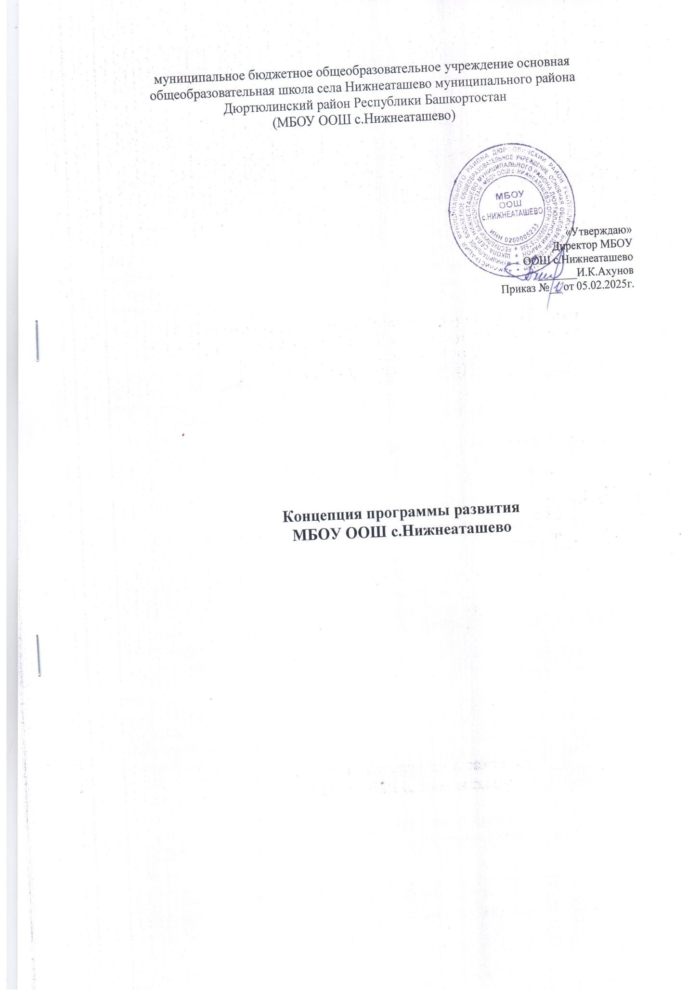 муниципальное бюджетное общеобразовательное учреждение основная
общеобразовательная школа села Нижнеаташево муниципального района
Дюртюлинский район Республики Башкортостан
(МБОУ ООШ с.Нижнеаташево)
МБОУ
ООШ
с.НИЖНЕАТАШЕВО
ИНН 0260005233
«Утверждаю»
Директор МБОУ
ООШ с.Нижнеаташево
И.К.Ахунов
Приказ № 12 от 05.02.2025г.
Концепция программы развития
МБОУ ООШ с.Нижнеаташево